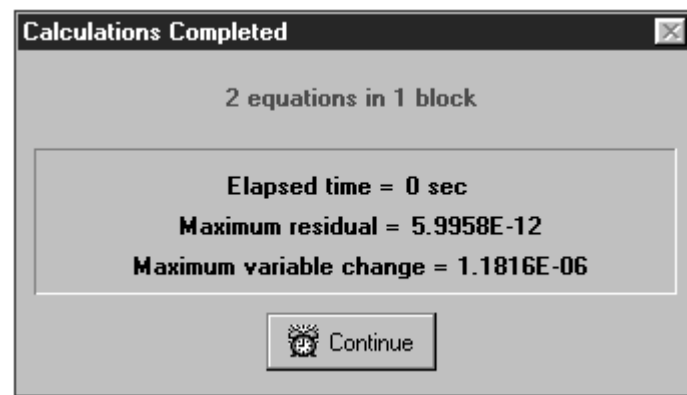 Calculations Completed
2 equations in 1 block
Elapsed time = 0 sec
Maximum residual = 5.9958E-12
Maximum variable change = 1.1816E-06
Continue